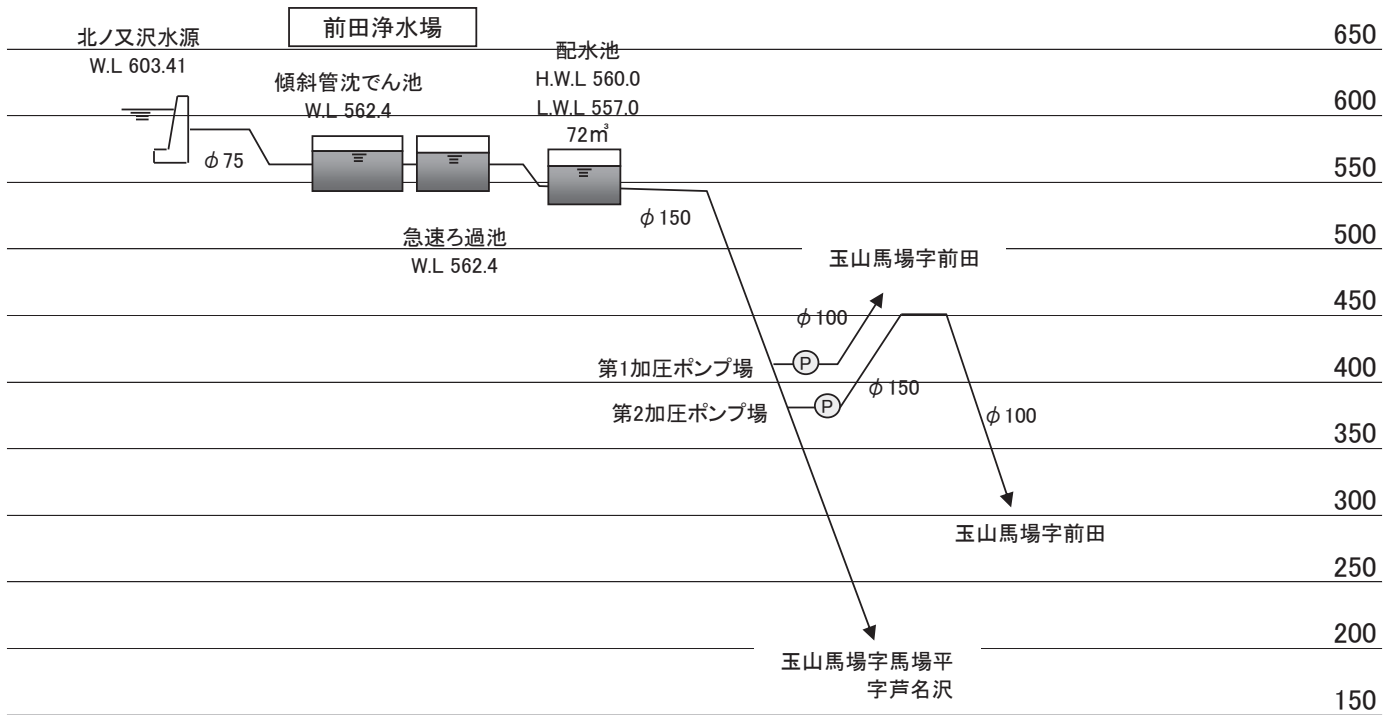 前田浄水場
北ノ又沢水源
W.L 603.41
傾斜管沈でん池
W.L 562.4
配水池
H.W.L 560.0
L.W.L 557.0
72㎥
φ75
急速ろ過池
W.L 562.4
φ150
玉山馬場字前田
φ100
第1加圧ポンプ場
P
第2加圧ポンプ場
P
φ150
φ100
玉山馬場字前田
玉山馬場字馬場平
字芦名沢
650
600
550
500
450
400
350
300
250
200
150